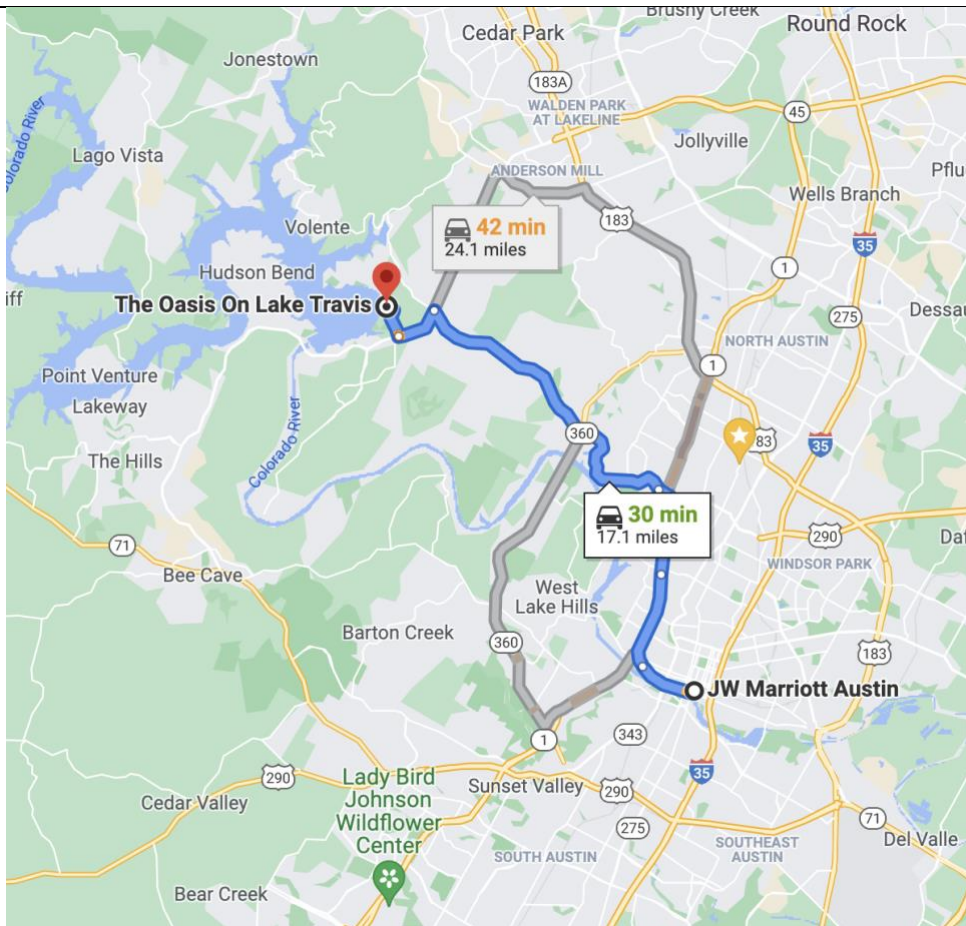 Brushy Creek
Round Rock
Cedar Park
Jonestown
183A
WALDEN PARK
AT LAKELINE
45
Colorado River
Lago Vista
Jollyville
ANDERSON MILL
Pflu
Wells Branch
Volente
42 min
24.1 miles
183
35
1
Hudson Bend
iff
The Oasis On Lake Travis
275
Dessau
NORTH AUSTIN
1
Point Venture
Lakeway
Colorado River
The Hills
360
83
35
30 min
17.1 miles
290
Daf
71
Bee Cave
WINDSOR PARK
West
Lake Hills
Barton Creek
360
183
JW Marriott Austin
1
343
35
290
Lady Bird
Johnson
Wildflower
Center
Sunset Valley
290
Cedar Valley
275
71
Del Valle
SOUTH AUSTIN
SOUTHEAST
AUSTIN
Bear Creek